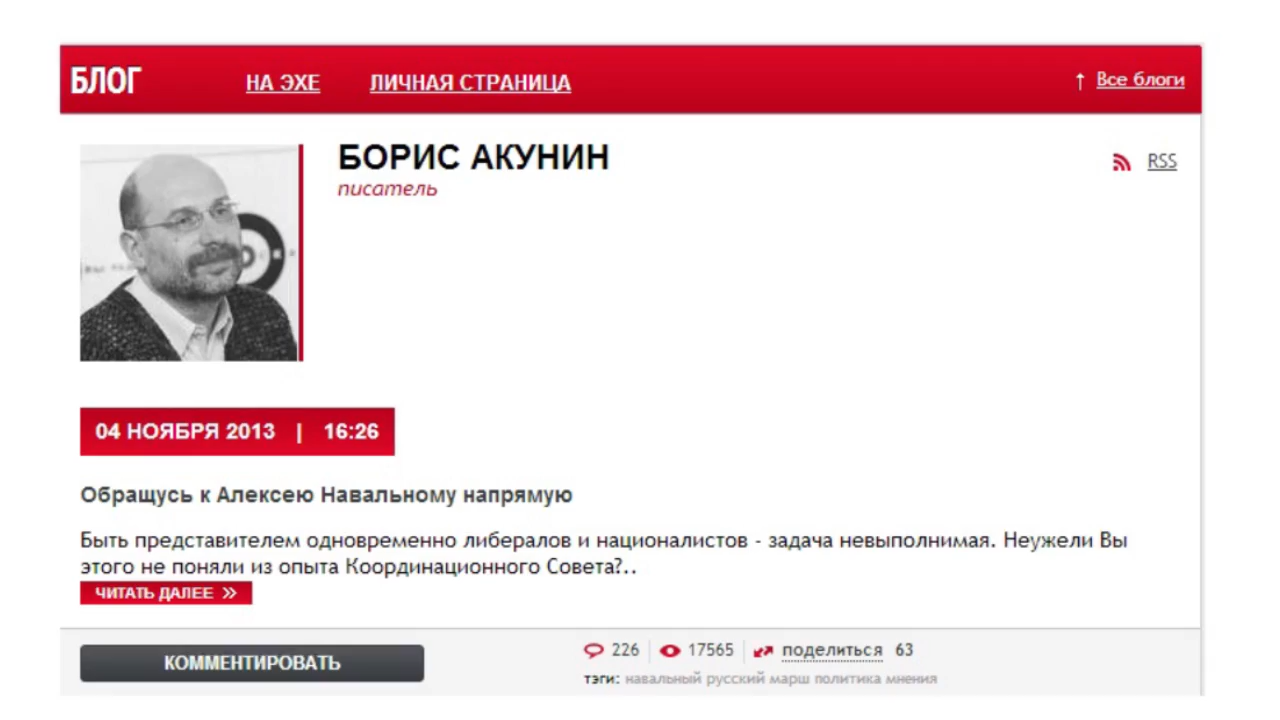 БЛОГ НА ЭХЕ ЛИЧНАЯ СТРАНИЦА ↑ Все блоги
БОРИС АКУНИН RSS
писатель
04 НОЯБРЯ 2013 | 16:26
Обращусь к Алексею Навальному напрямую
Быть представителем одновременно либералов и националистов - задача невыполнимая. Неужели Вы
этого не поняли из опыта Координационного Совета?..
ЧИТАТЬ ДАЛЕЕ »
КОММЕНТИРОВАТЬ 226 17565 поделиться 63
тэги: навальный русский марш политика мнения